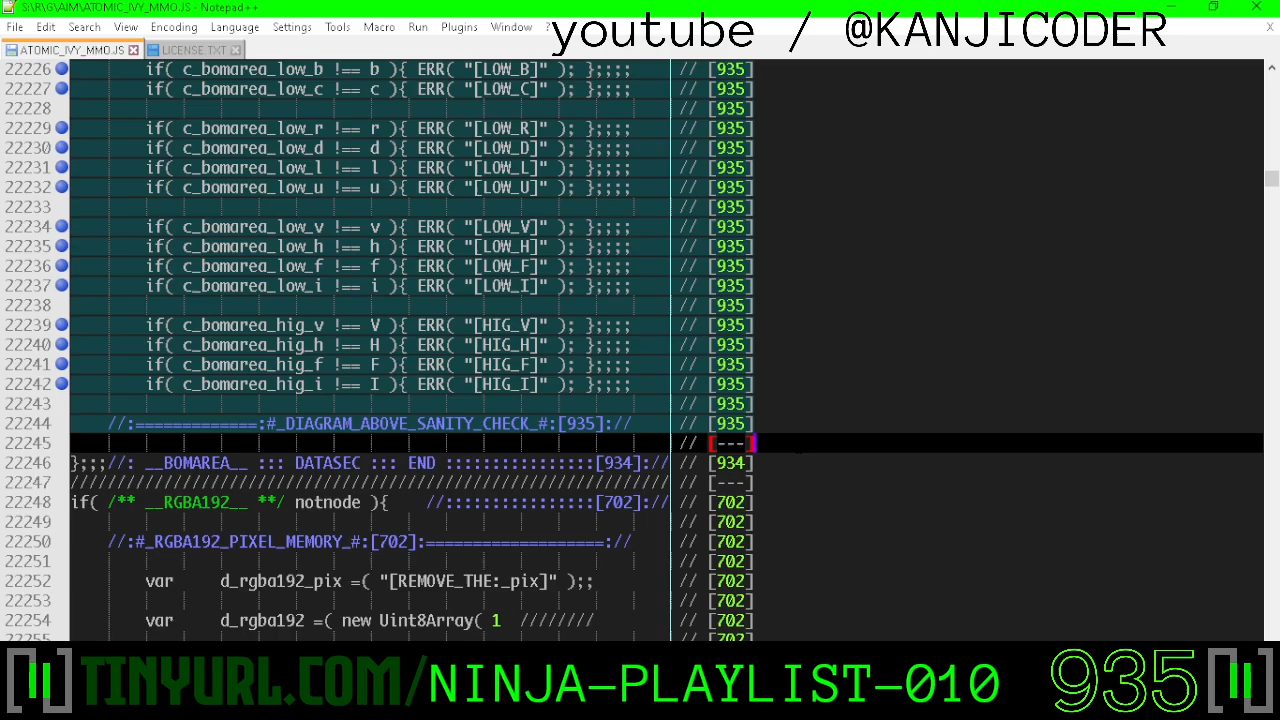 S:\R\G\AIM\ATOMIC_IVY_MMO.JS - Notepad++
youtube / @KANJICODER
File Edit Search View Encoding Language Settings Tools Macro Run Plugins Window ?
ATOMIC_IVY_MMO.JS LICENSE.TXT
22226 if( c_bomarea_low_b !== b ){ ERR( "[LOW_B]" ); };;;; // [935]
22227 if( c_bomarea_low_c !== c ){ ERR( "[LOW_C]" ); };;;; // [935]
22228 // [935]
22229 if( c_bomarea_low_r !== r ){ ERR( "[LOW_R]" ); };;;; // [935]
22230 if( c_bomarea_low_d !== d ){ ERR( "[LOW_D]" ); };;;; // [935]
22231 if( c_bomarea_low_l !== l ){ ERR( "[LOW_L]" ); };;;; // [935]
22232 if( c_bomarea_low_u !== u ){ ERR( "[LOW_U]" ); };;;; // [935]
22233 // [935]
22234 if( c_bomarea_low_v !== v ){ ERR( "[LOW_V]" ); };;;; // [935]
22235 if( c_bomarea_low_h !== h ){ ERR( "[LOW_H]" ); };;;; // [935]
22236 if( c_bomarea_low_f !== f ){ ERR( "[LOW_F]" ); };;;; // [935]
22237 if( c_bomarea_low_i !== i ){ ERR( "[LOW_I]" ); };;;; // [935]
22238 // [935]
22239 if( c_bomarea_hig_v !== V ){ ERR( "[HIG_V]" ); };;;; // [935]
22240 if( c_bomarea_hig_h !== H ){ ERR( "[HIG_H]" ); };;;; // [935]
22241 if( c_bomarea_hig_f !== F ){ ERR( "[HIG_F]" ); };;;; // [935]
22242 if( c_bomarea_hig_i !== I ){ ERR( "[HIG_I]" ); };;;; // [935]
22243 // [935]
22244 //:=============:#_DIAGRAM_ABOVE_SANITY_CHECK_#:[935]:// // [935]
22245 // [---]
22246 };;;//: __BOMAREA__ ::: DATASEC ::: END ::::::::::::::::[934]:// // [934]
22247 //////////////////////////////////////////////////////////////// // [---]
22248 if( /** __RGBA192__ **/ notnode ){ //::::::::::::::::[702]:// // [702]
22249 // [702]
22250 //:#_RGBA192_PIXEL_MEMORY_#:[702]:===================:// // [702]
22251 // [702]
22252 var d_rgba192_pix =( "[REMOVE_THE:_pix]" );; // [702]
22253 // [702]
22254 var d_rgba192 =( new Uint8Array( 1 //////// // [702]
22255 // [702]
[||] TINYURL.COM/NINJA-PLAYLIST-010 935 [||]